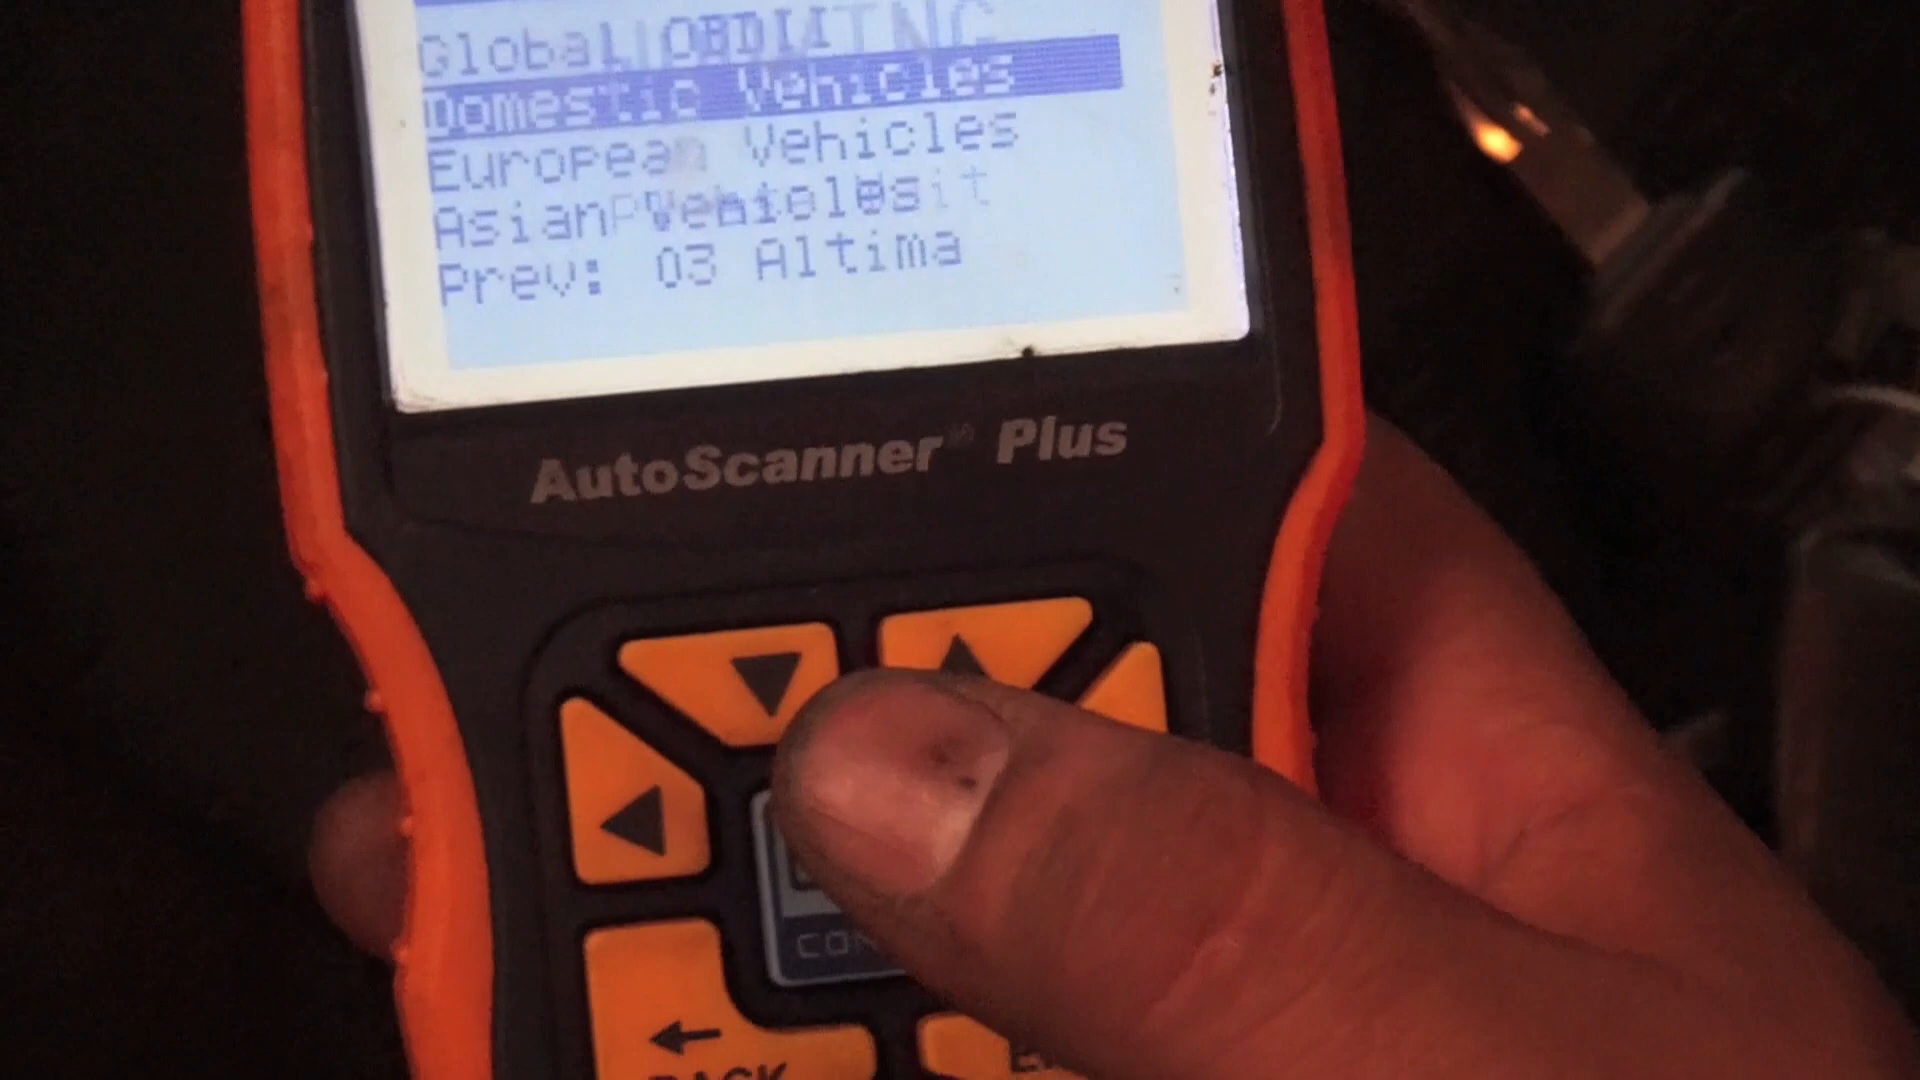 Global OBDII
Domestic Vehicles
European Vehicles
Asian Vehicles
Prev: 03 Altima
AutoScanner Plus
BACK